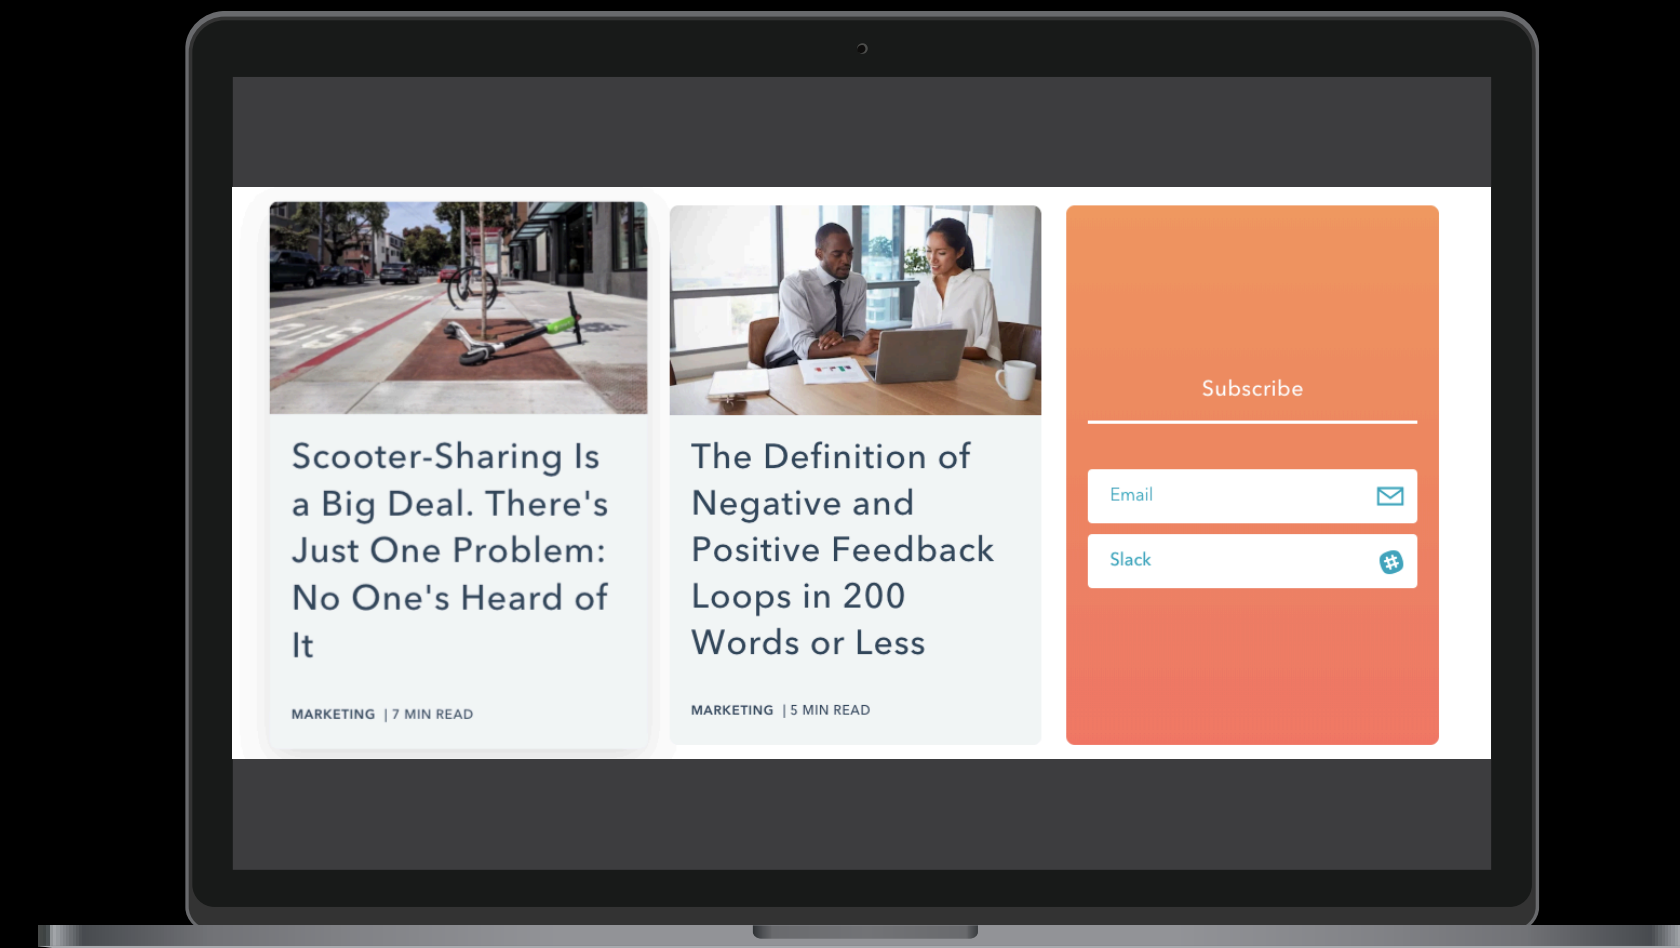 Scooter-Sharing Is
a Big Deal. There's
Just One Problem:
No One's Heard of
It
MARKETING | 7 MIN READ
The Definition of
Negative and
Positive Feedback
Loops in 200
Words or Less
MARKETING | 5 MIN READ
Subscribe
Email
Slack